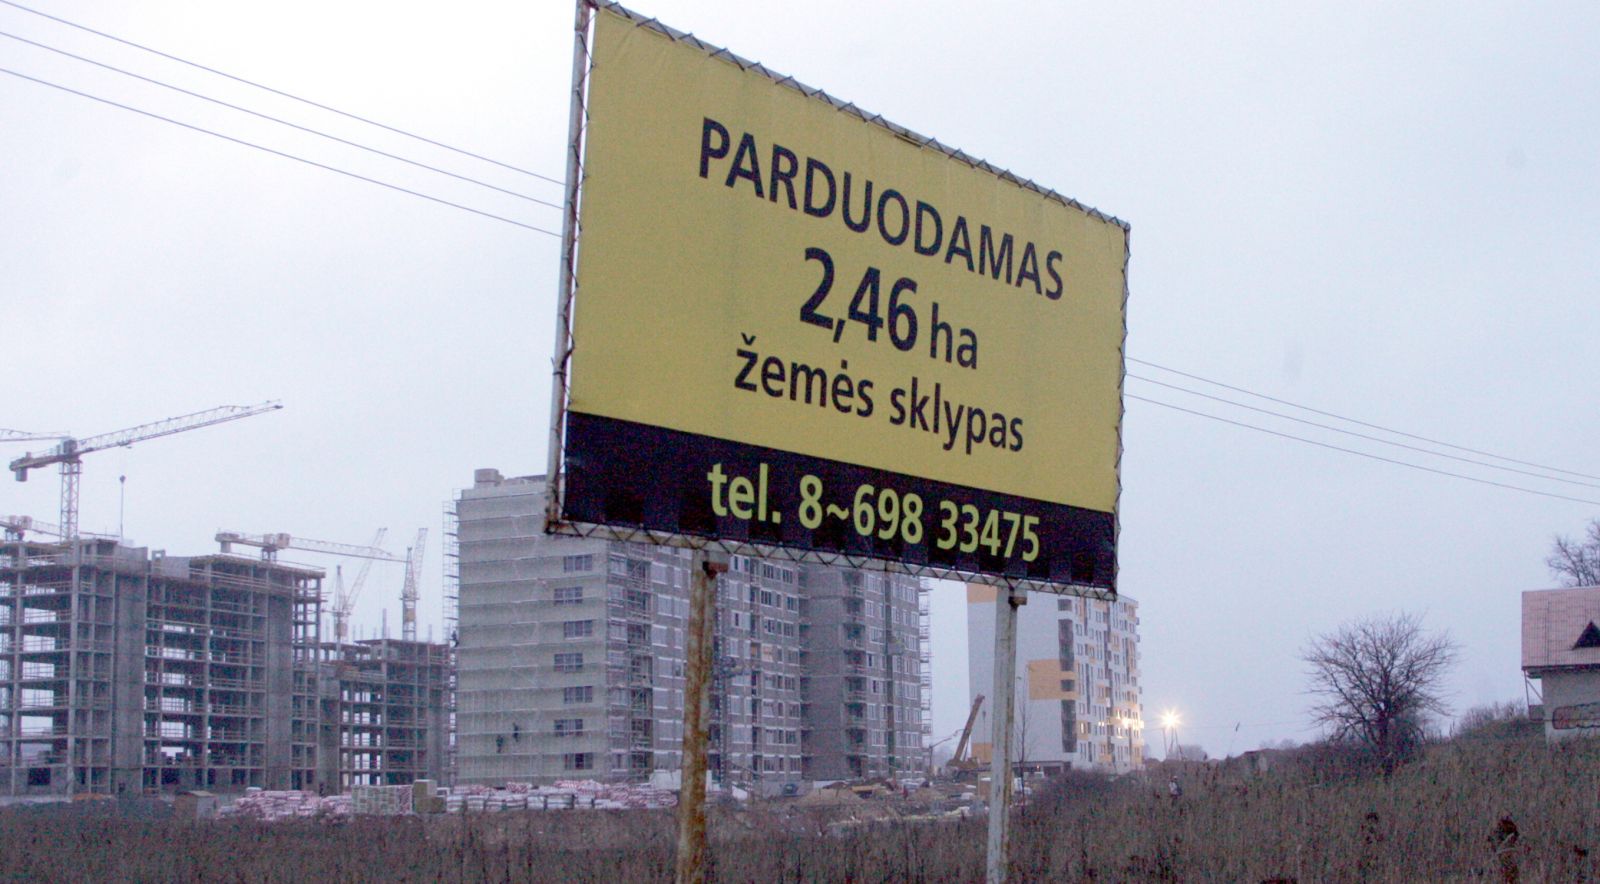 PARDUODAMAS
2,46 ha
žemės sklypas
tel. 8~698 33475